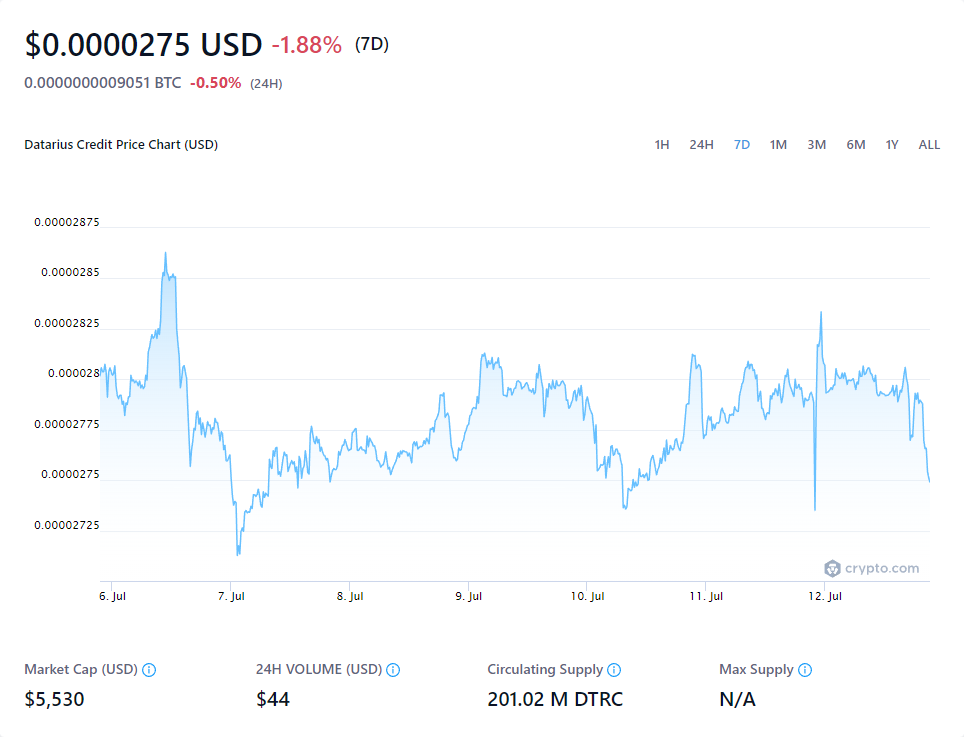 $0.0000275 USD -1.88% (7D)
0.0000000009051 BTC -0.50% (24H)
Datarius Credit Price Chart (USD) 1H 24H 7D 1M 3M 6M 1Y ALL
0.00002875
0.0000285
0.00002825
0.000028
0.00002775
0.0000275
0.00002725
crypto.com
6. Jul 7. Jul 8. Jul 9. Jul 10. Jul 11. Jul 12. Jul
Market Cap (USD) 24H VOLUME (USD) Circulating Supply Max Supply
$5,530 $44 201.02 M DTRC N/A